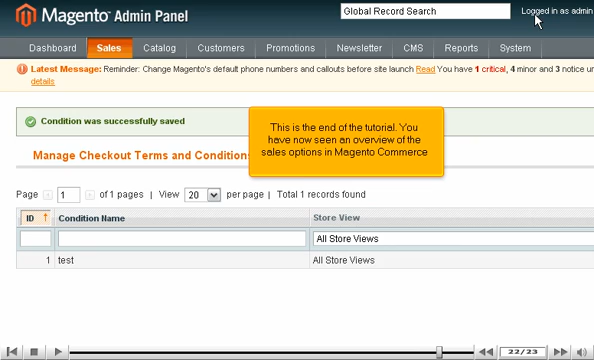 Magento Admin Panel
Global Record Search
Logged in as admin
Dashboard Sales Catalog Customers Promotions Newsletter CMS Reports System
Latest Message: Reminder: Change Magento's default phone numbers and callouts before site launch Read You have 1 critical, 4 minor and 3 notice un
details
Condition was successfully saved
This is the end of the tutorial. You
have now seen an overview of the
sales options in Magento Commerce
Manage Checkout Terms and Conditions
Page 1 of 1 pages | View 20 per page | Total 1 records found
ID Condition Name Store View
All Store Views
1 test All Store Views
22/23